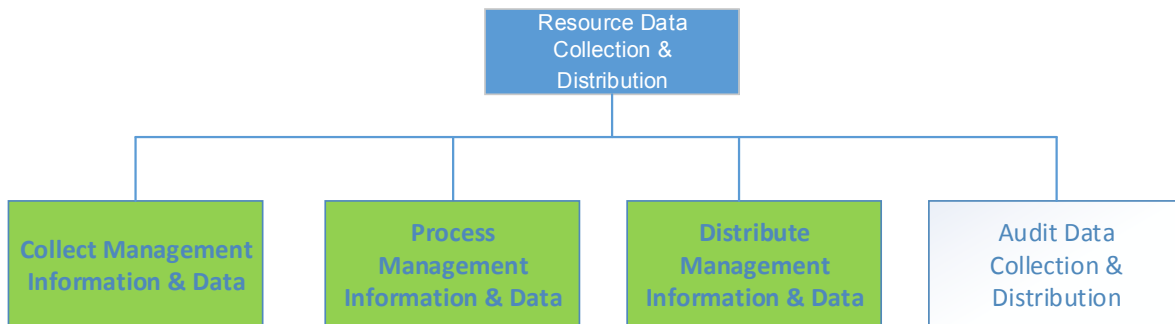 Resource Data
Collection &
Distribution
Collect Management
Information & Data
Process
Management
Information & Data
Distribute
Management
Information & Data
Audit Data
Collection &
Distribution